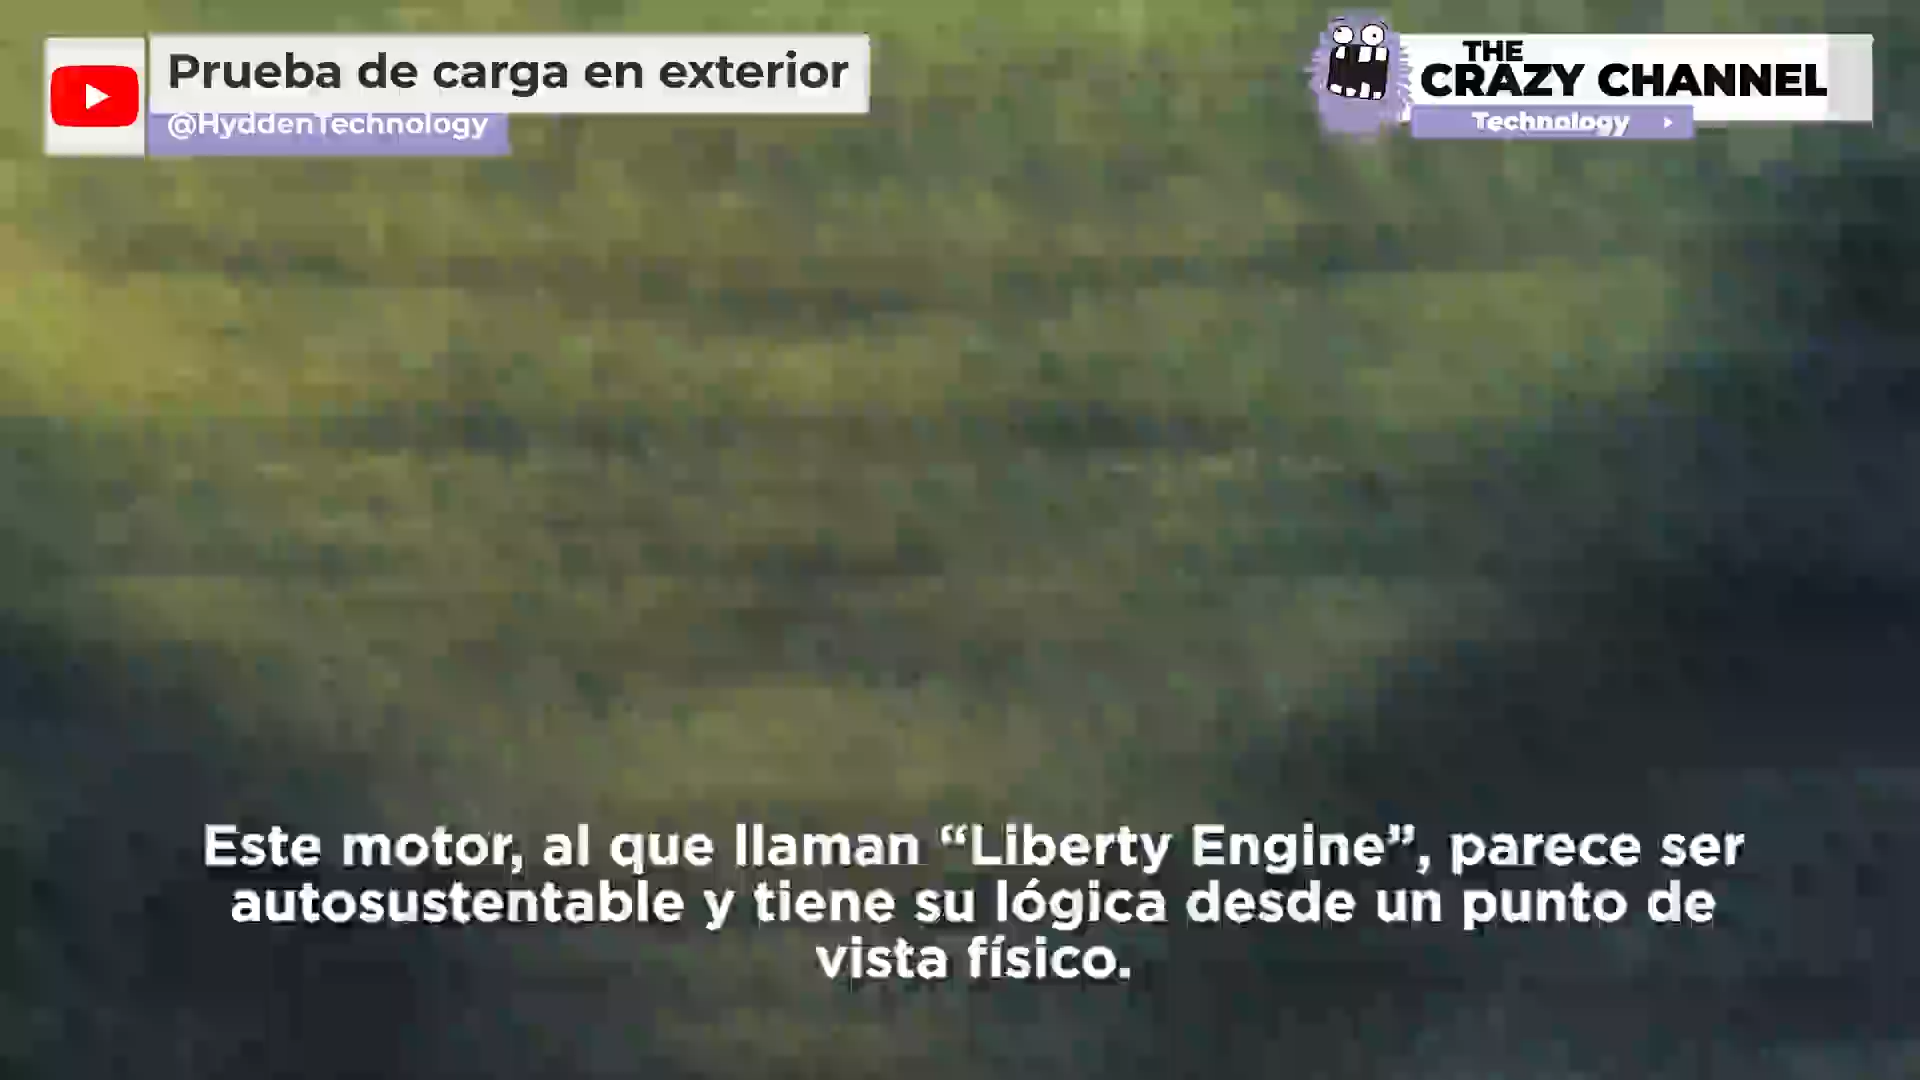 Prueba de carga en exterior
@HyddenTechnology
THE
CRAZY CHANNEL
Technology
Este motor, al que llaman “Liberty Engine”, parece ser
autosustentable y tiene su lógica desde un punto de
vista físico.